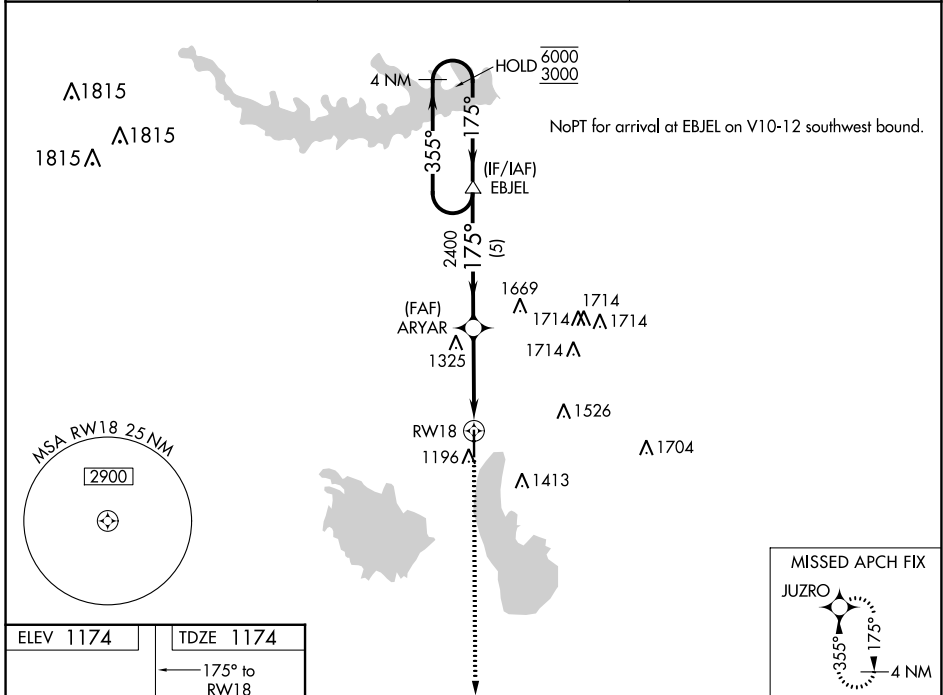 6000
HOLD
3000
4 NM
1815
1815
1815
NoPT for arrival at EBJEL on V10-12 southwest bound.
355°
175°
(IF/IAF)
EBJEL
2400
175°
(5)
1669
1714
1714
1714
(FAF)
ARYAR
1325
1714
1526
RW18
1196
1704
1413
MSA RW18 25 NM
2900
MISSED APCH FIX
JUZRO
355°
175°
4 NM
ELEV 1174
TDZE 1174
175° to
RW18